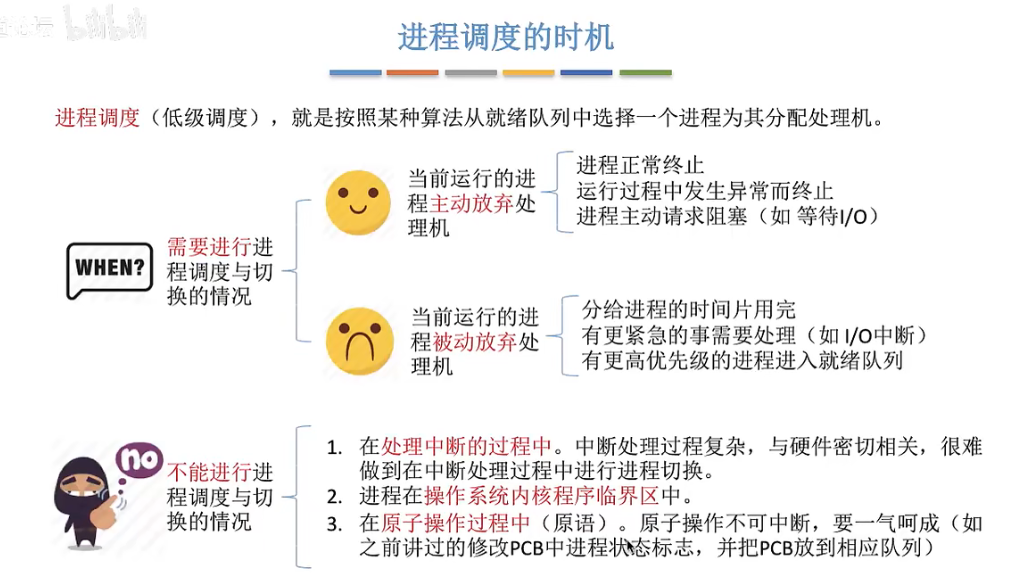 bilibili
进程调度的时机
进程调度（低级调度），就是按照某种算法从就绪队列中选择一个进程为其分配处理机。
WHEN?
需要进行进
程调度与切
换的情况
当前运行的进
程主动放弃处
理机
进程正常终止
运行过程中发生异常而终止
进程主动请求阻塞（如 等待I/O）
当前运行的进
程被动放弃处
理机
分给进程的时间片用完
有更紧急的事需要处理（如 I/O中断）
有更高优先级的进程进入就绪队列
no
不能进行进
程调度与切
换的情况
1. 在处理中断的过程中。中断处理过程复杂，与硬件密切相关，很难
做到在中断处理过程中进行进程切换。
2. 进程在操作系统内核程序临界区中。
3. 在原子操作过程中（原语）。原子操作不可中断，要一气呵成（如
之前讲过的修改PCB中进程状态标志，并把PCB放到相应队列）